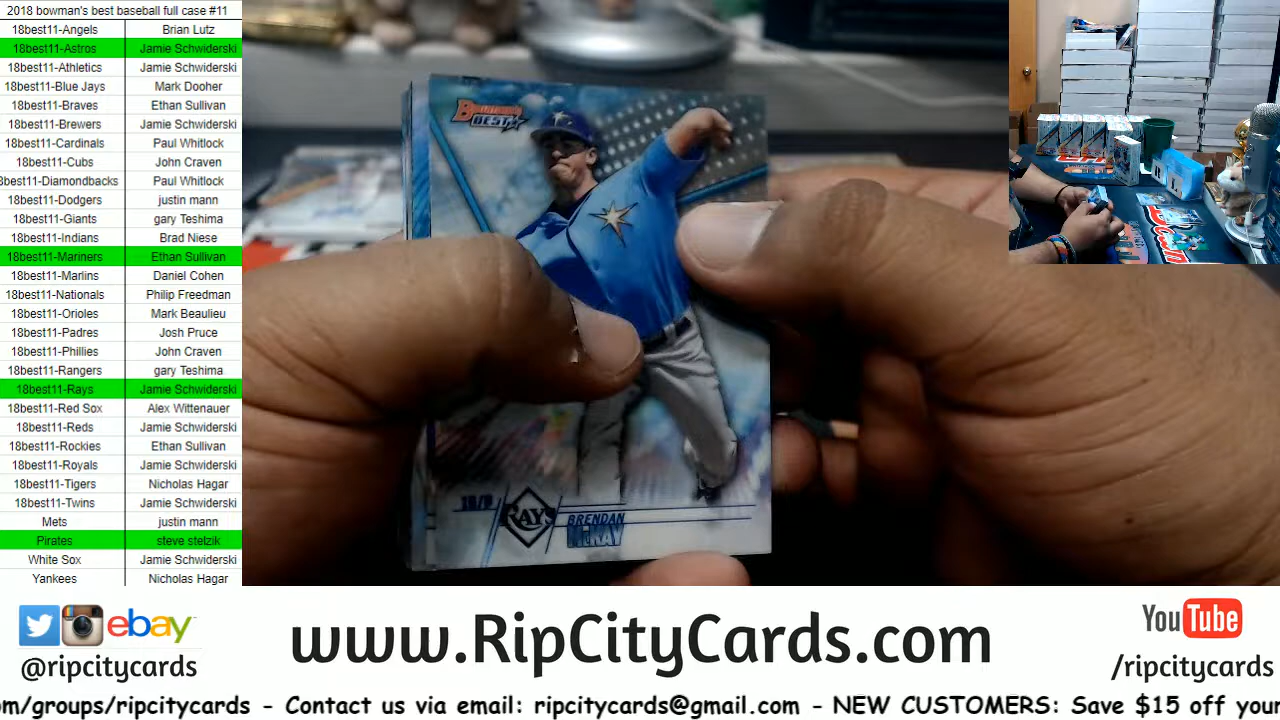 2018 bowman's best baseball full case #11
18best11-Angels Brian Lutz
18best11-Astros Jamie Schwiderski
18best11-Athletics Jamie Schwiderski
18best11-Blue Jays Mark Dooher
18best11-Braves Ethan Sullivan
18best11-Brewers Jamie Schwiderski
18best11-Cardinals Paul Whitlock
18best11-Cubs John Craven
8best11-Diamondbacks Paul Whitlock
18best11-Dodgers justin mann
18best11-Giants gary Teshima
18best11-Indians Brad Niese
18best11-Mariners Ethan Sullivan
18best11-Marlins Daniel Cohen
18best11-Nationals Philip Freedman
18best11-Orioles Mark Beaulieu
18best11-Padres Josh Pruce
18best11-Phillies John Craven
18best11-Rangers gary Teshima
18best11-Rays Jamie Schwiderski
18best11-Red Sox Alex Wittenauer
18best11-Reds Jamie Schwiderski
18best11-Rockies Ethan Sullivan
18best11-Royals Jamie Schwiderski
18best11-Tigers Nicholas Hagar
18best11-Twins Jamie Schwiderski
Mets justin mann
Pirates steve stelzik
White Sox Jamie Schwiderski
Yankees Nicholas Hagar
Bowman's
BEST
RAYS
BRENDAN
McKAY
ebay
@ripcitycards
www.RipCityCards.com
YouTube
/ripcitycards
om/groups/ripcitycards - Contact us via email: ripcitycards@gmail.com - NEW CUSTOMERS: Save $15 off your